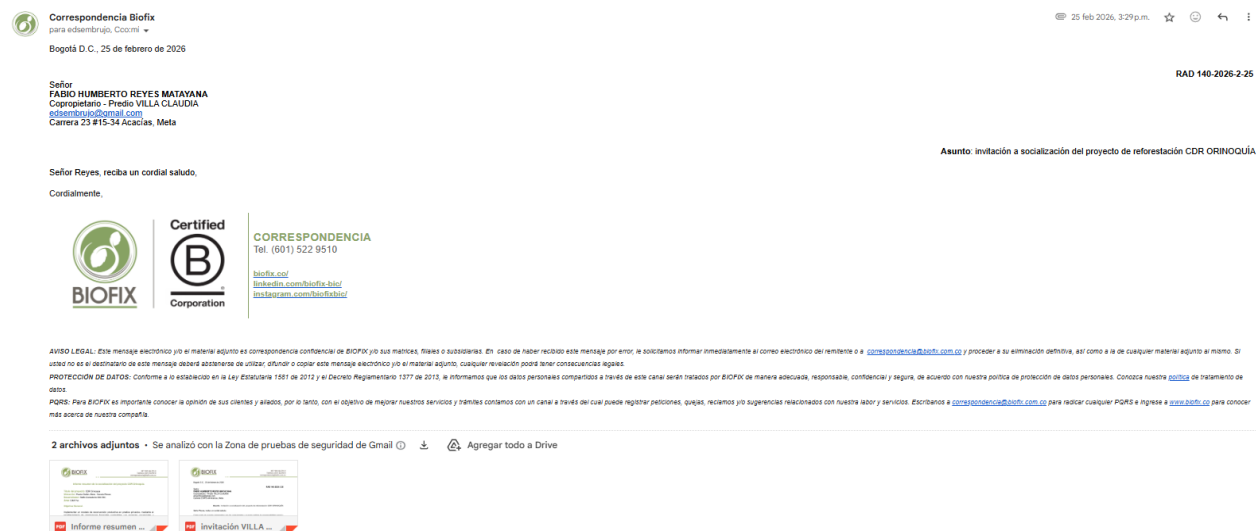 Correspondencia Biofix
para edsembrujo, Cco:mi
25 feb 2026, 3:29 p.m.
Bogotá D.C., 25 de febrero de 2026
RAD 140-2026-2-25
Señor
FABIO HUMBERTO REYES MATAYANA
Copropietario - Predio VILLA CLAUDIA
edsembrujo@gmail.com
Carrera 23 #15-34 Acacías, Meta
Asunto: invitación a socialización del proyecto de reforestación CDR ORINOQUÌA
Señor Reyes, reciba un cordial saludo,
Cordialmente,
BIOFIX
Certified
B
Corporation
CORRESPONDENCIA
Tel. (601) 522 9510
biofix.co/
linkedin.com/biofix-bic/
instagram.com/biofixbic/
AVISO LEGAL: Este mensaje electrónico y/o el material adjunto es correspondencia confidencial de BIOFIX y/o sus matrices, filiales o subsidiarias. En caso de haber recibido este mensaje por error, le solicitamos informar inmediatamente al correo electrónico del remitente o a correspondencia@biofix.com.co y proceder a su eliminación definitiva, así como a la de cualquier material adjunto al mismo. Si
usted no es el destinatario de este mensaje deberá abstenerse de utilizar, difundir o copiar este mensaje electrónico y/o el material adjunto, cualquier revelación podrá tener consecuencias legales.
PROTECCIÓN DE DATOS: Conforme a lo establecido en la Ley Estatutaria 1581 de 2012 y el Decreto Reglamentario 1377 de 2013, le informamos que los datos personales compartidos a través de este canal serán tratados por BIOFIX de manera adecuada, responsable, confidencial y segura, de acuerdo con nuestra política de protección de datos personales. Conozca nuestra política de tratamiento de
datos.
PQRS: Para BIOFIX es importante conocer la opinión de sus clientes y aliados, por lo tanto, con el objetivo de mejorar nuestros servicios y trámites contamos con un canal a través del cual puede registrar peticiones, quejas, reclamos y/o sugerencias relacionados con nuestra labor y servicios. Escríbanos a correspondencia@biofix.com.co para radicar cualquier PQRS e ingrese a www.biofix.co para conocer
más acerca de nuestra compañía.
2 archivos adjuntos • Se analizó con la Zona de pruebas de seguridad de Gmail
Agregar todo a Drive
BIOFIX
BIOFIX
PDF Informe resumen ...
PDF invitación VILLA ...